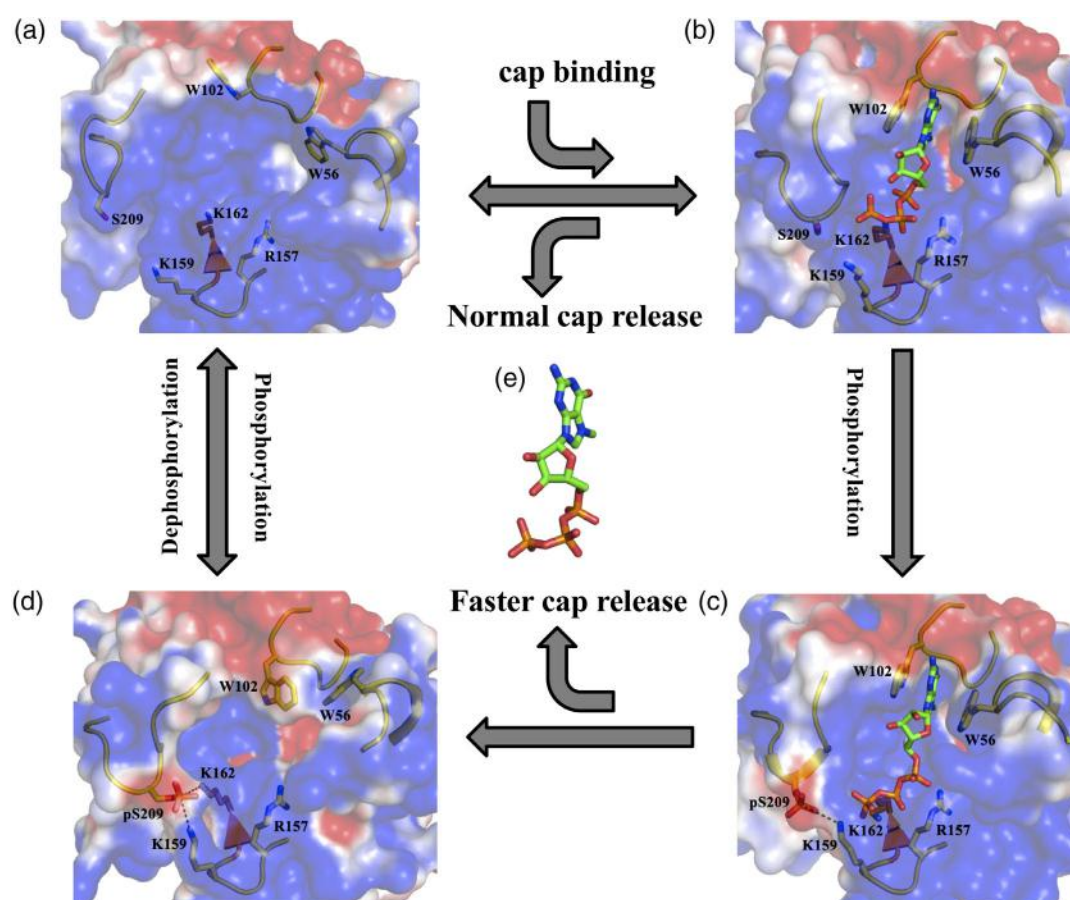 (a)
W102
W56
S209
K162
K159
R157
cap binding
Normal cap release
(b)
W102
W56
S209
K162
R157
K159
Dephosphorylation
Phosphorylation
(e)
Phosphorylation
(d)
W102
W56
K162
pS209
R157
K159
Faster cap release
(c)
W102
W56
pS209
K162
R157
K159